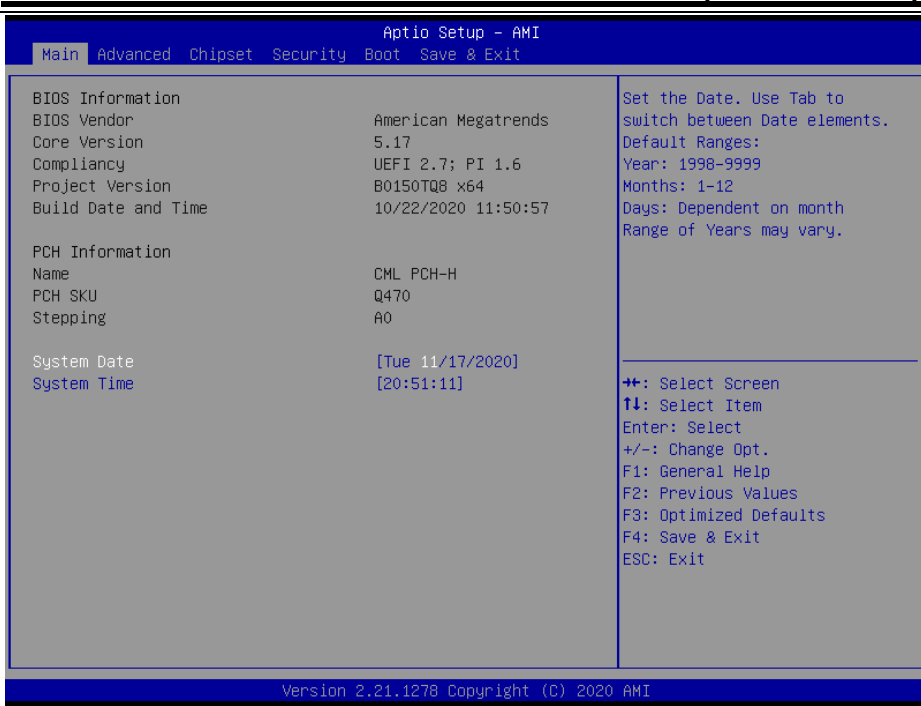 Aptio Setup – AMI
Main Advanced Chipset Security Boot Save & Exit
BIOS Information
BIOS Vendor American Megatrends
Core Version 5.17
Compliancy UEFI 2.7; PI 1.6
Project Version B0150TQ8 x64
Build Date and Time 10/22/2020 11:50:57
PCH Information
Name CML PCH-H
PCH SKU Q470
Stepping A0
System Date [Tue 11/17/2020]
System Time [20:51:11]
Set the Date. Use Tab to
switch between Date elements.
Default Ranges:
Year: 1998-9999
Months: 1-12
Days: Dependent on month
Range of Years may vary.
→←: Select Screen
↑↓: Select Item
Enter: Select
+/-: Change Opt.
F1: General Help
F2: Previous Values
F3: Optimized Defaults
F4: Save & Exit
ESC: Exit
Version 2.21.1278 Copyright (C) 2020 AMI